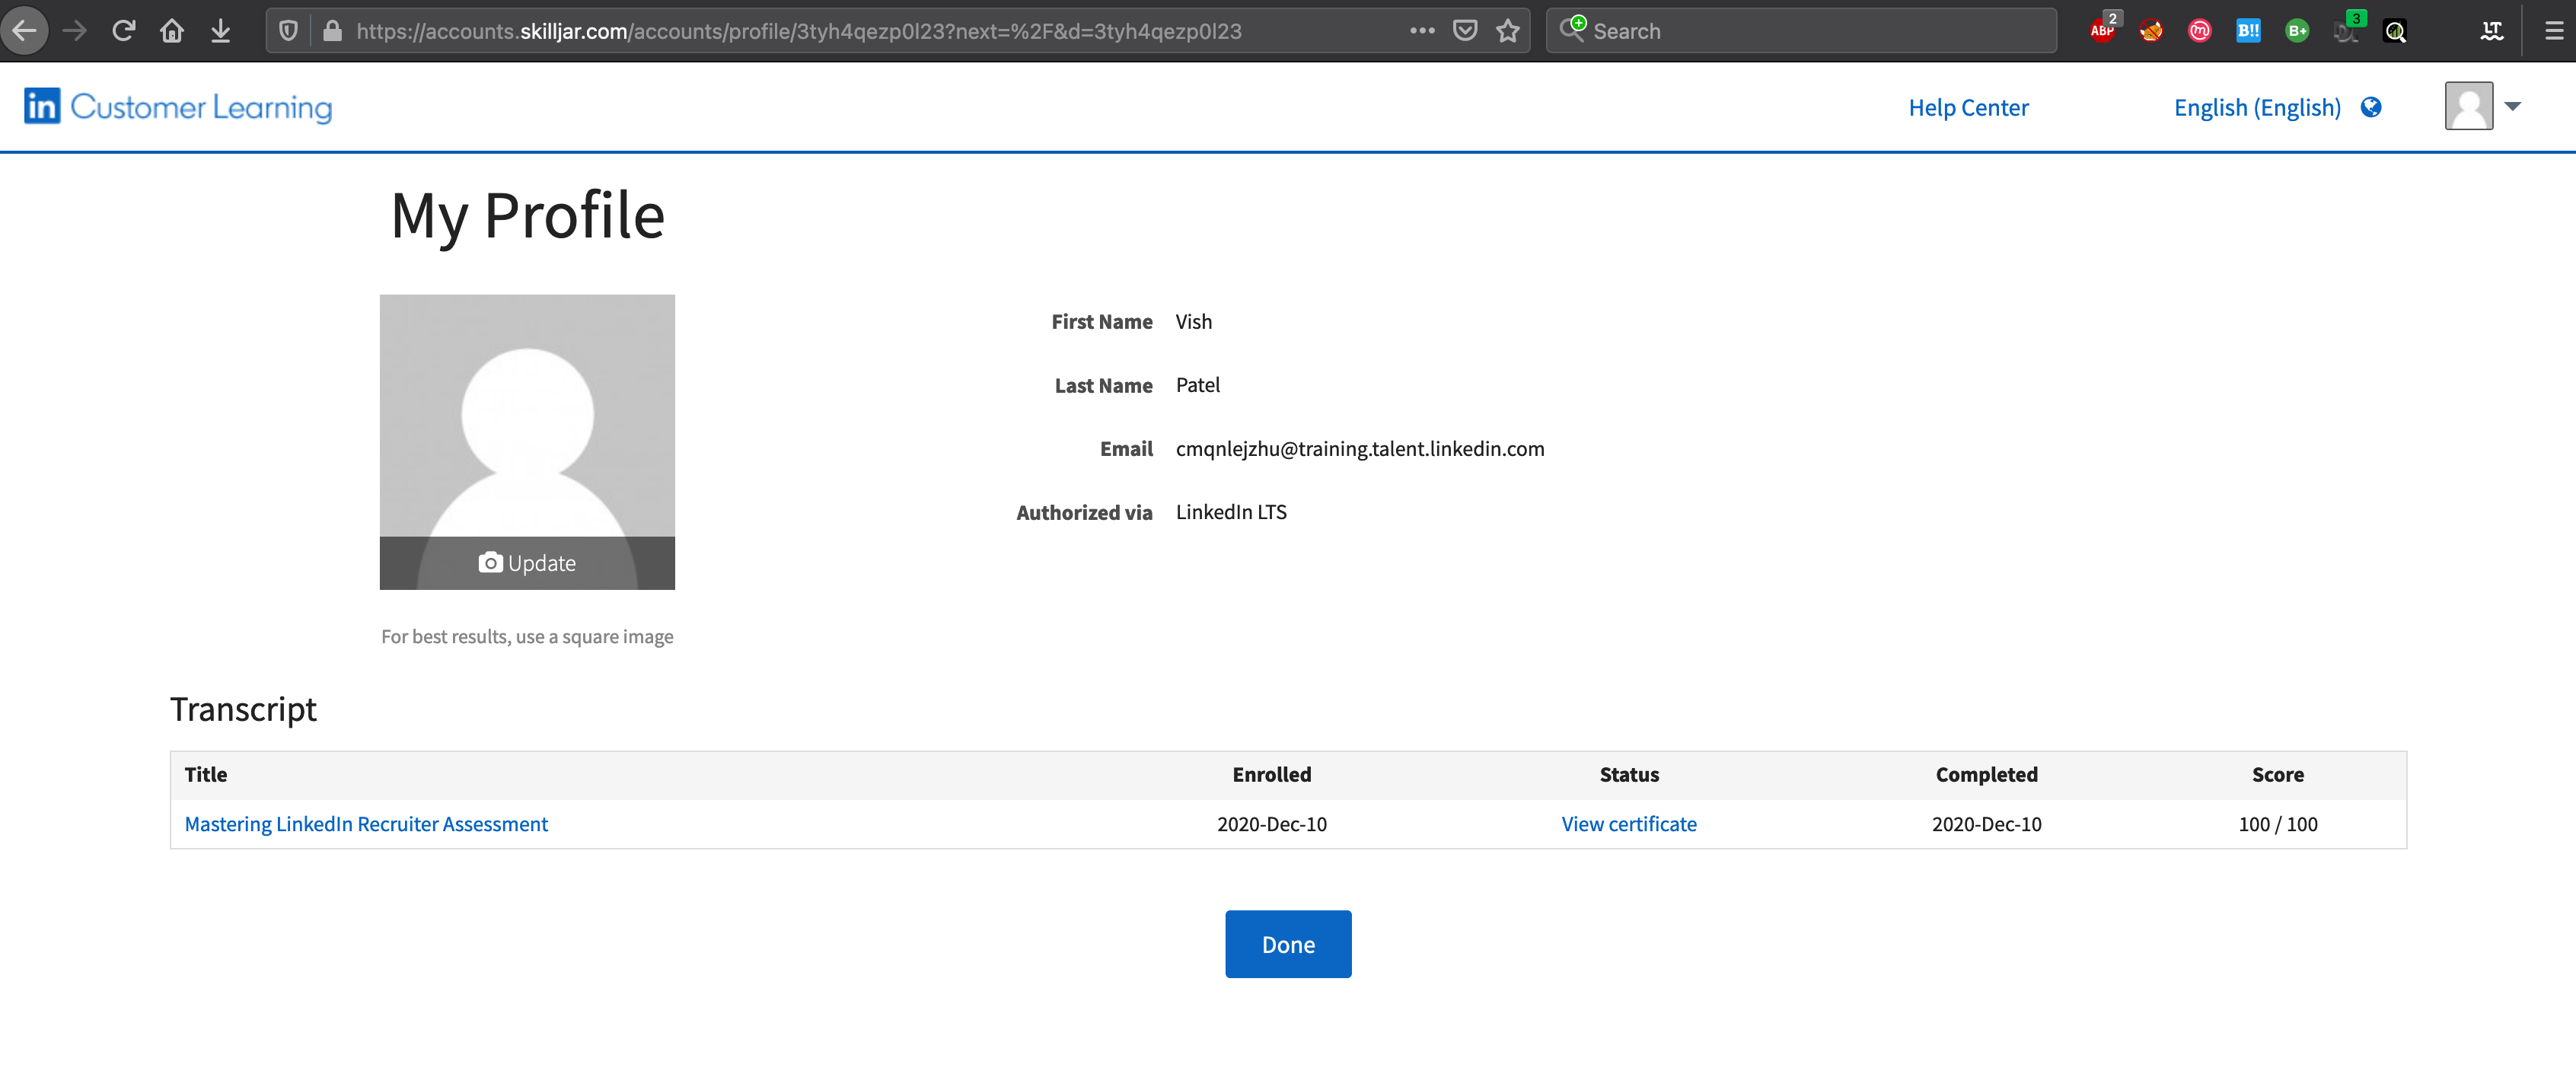 https://accounts.skilljar.com/accounts/profile/3tyh4qezp0l23?next=%2F&d=3tyh4qezp0l23
Search
ABP 2 m B!! B+ 3 LT
in Customer Learning
Help Center English (English)
My Profile
First Name Vish
Last Name Patel
Email cmqnlejzhu@training.talent.linkedin.com
Authorized via LinkedIn LTS
Update
For best results, use a square image
Transcript
Title Enrolled Status Completed Score
Mastering LinkedIn Recruiter Assessment 2020-Dec-10 View certificate 2020-Dec-10 100 / 100
Done